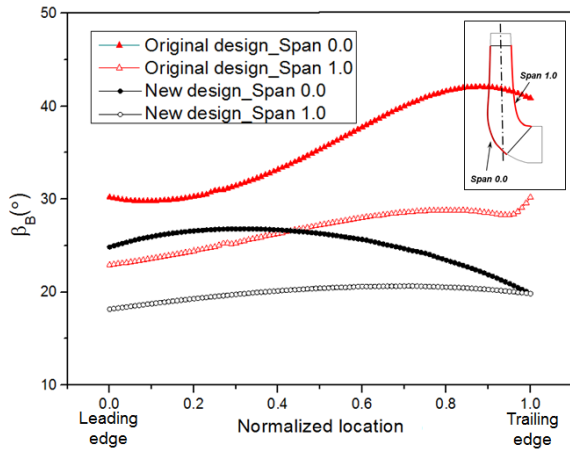 50
40
30
20
10
β_B(°)
Original design_Span 0.0
Original design_Span 1.0
New design_Span 0.0
New design_Span 1.0
Span 1.0
Span 0.0
0.0 0.2 0.4 0.6 0.8 1.0
Leading
edge
Normalized location
Trailing
edge